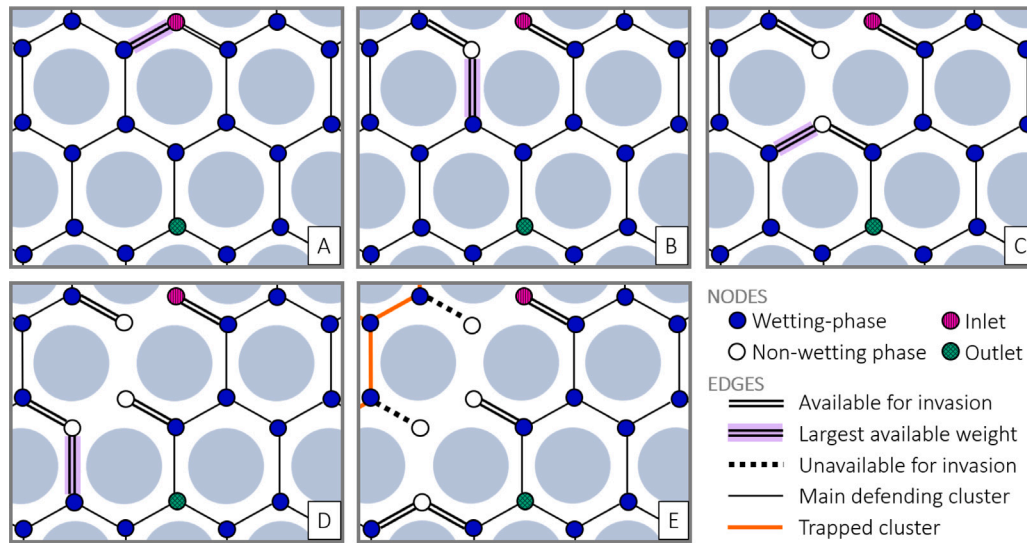 A
B
C
D
E
NODES
Wetting-phase
Inlet
Non-wetting phase
Outlet
EDGES
Available for invasion
Largest available weight
Unavailable for invasion
Main defending cluster
Trapped cluster